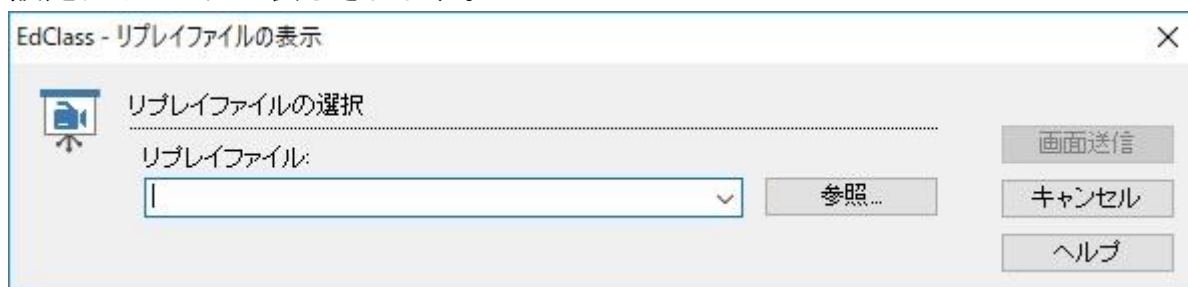 EdClass - リプレイファイルの表示
リプレイファイルの選択
画面送信
リプレイファイル:
参照...
キャンセル
ヘルプ